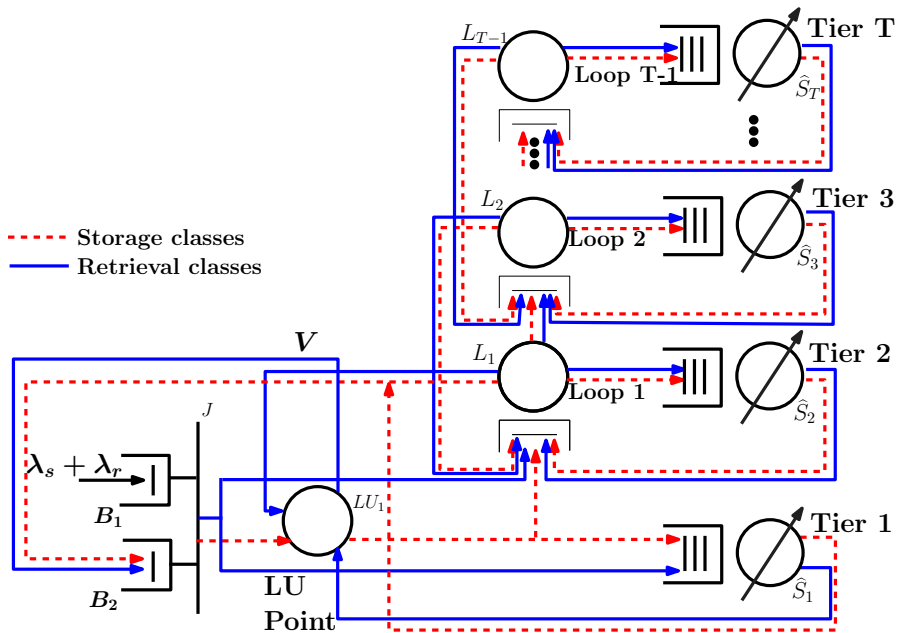 Tier T
L_{T−1}
Loop T-1
Ŝ_T
Tier 3
L_2
Loop 2
Ŝ_3
Storage classes
Retrieval classes
V
L_1
Tier 2
Loop 1
Ŝ_2
J
λ_s + λ_r
B_1
LU_1
Tier 1
B_2
LU
Point
Ŝ_1